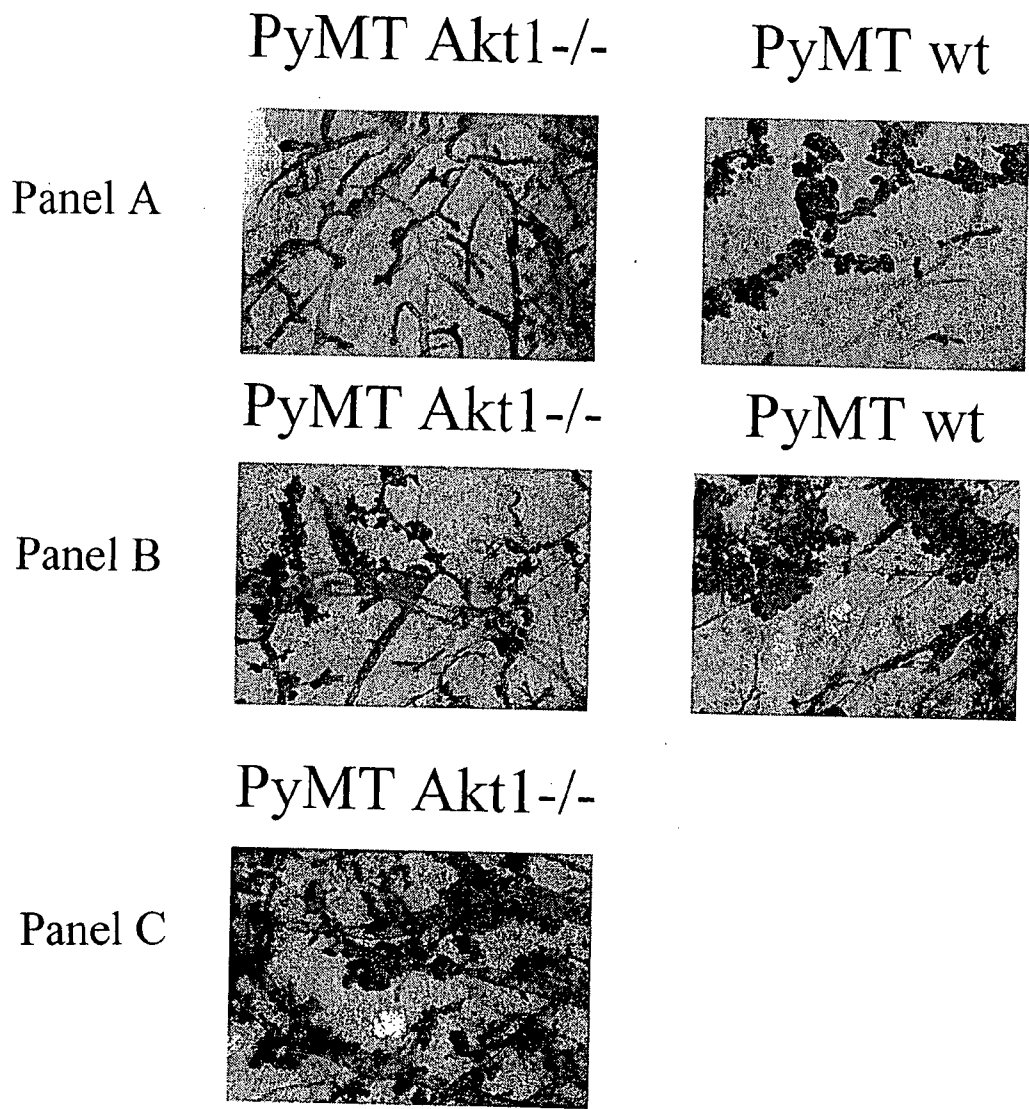 PyMT Akt1-/- PyMT wt
Panel A
PyMT Akt1-/- PyMT wt
Panel B
PyMT Akt1-/-
Panel C